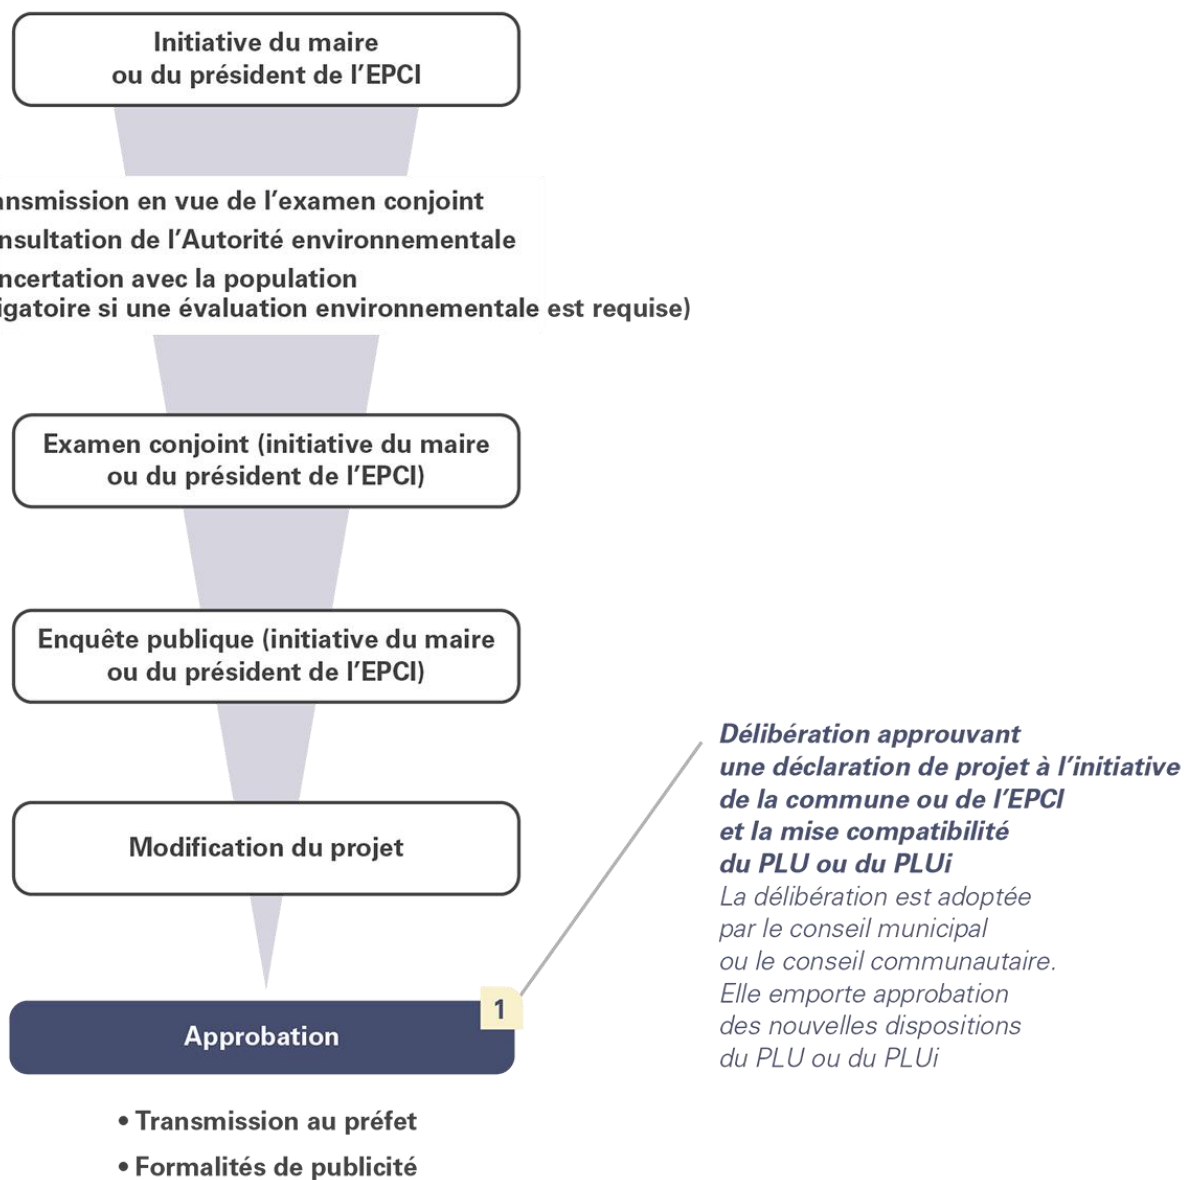 Initiative du maire
ou du président de l’EPCI
ansmission en vue de l’examen conjoint
nsultation de l’Autorité environnementale
ncertation avec la population
igatoire si une évaluation environnementale est requise)
Examen conjoint (initiative du maire
ou du président de l’EPCI)
Enquête publique (initiative du maire
ou du président de l’EPCI)
Modification du projet
1
Approbation
• Transmission au préfet
• Formalités de publicité
Délibération approuvant
une déclaration de projet à l’initiative
de la commune ou de l’EPCI
et la mise compatibilité
du PLU ou du PLUi
La délibération est adoptée
par le conseil municipal
ou le conseil communautaire.
Elle emporte approbation
des nouvelles dispositions
du PLU ou du PLUi